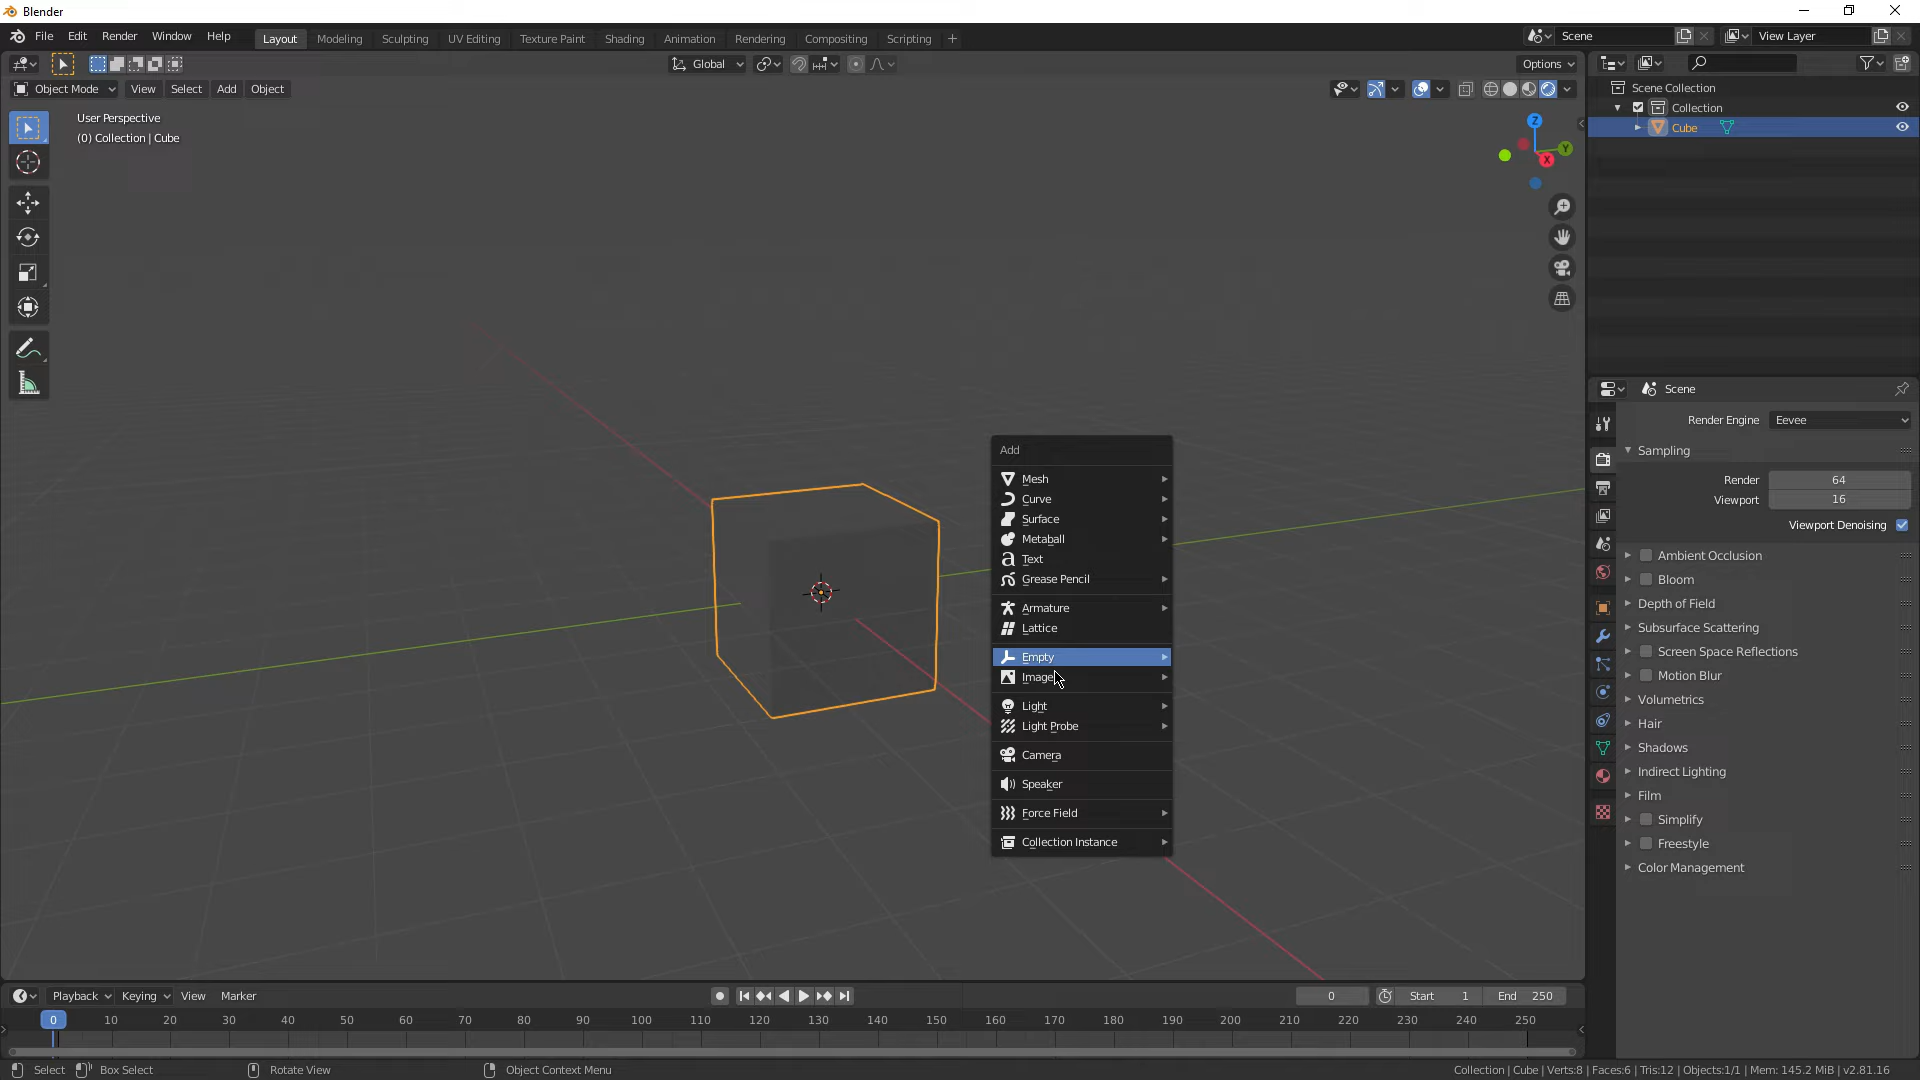 Blender
File Edit Render Window Help
Layout Modeling Sculpting UV Editing Texture Paint Shading Animation Rendering Compositing Scripting +
Scene
View Layer
Global
Options
Object Mode View Select Add Object
User Perspective
(0) Collection | Cube
Z
Y
X
Scene Collection
Collection
Cube
Scene
Render Engine Eevee
Sampling
Render 64
Viewport 16
Viewport Denoising
Ambient Occlusion
Bloom
Depth of Field
Subsurface Scattering
Screen Space Reflections
Motion Blur
Volumetrics
Hair
Shadows
Indirect Lighting
Film
Simplify
Freestyle
Color Management
Add
Mesh
Curve
Surface
Metaball
Text
Grease Pencil
Armature
Lattice
Empty
Image
Light
Light Probe
Camera
Speaker
Force Field
Collection Instance
Playback Keying View Marker
0
Start 1
End 250
0 10 20 30 40 50 60 70 80 90 100 110 120 130 140 150 160 170 180 190 200 210 220 230 240 250
Select Box Select Rotate View Object Context Menu
Collection | Cube | Verts:8 | Faces:6 | Tris:12 | Objects:1/1 | Mem: 145.2 MiB | v2.81.16